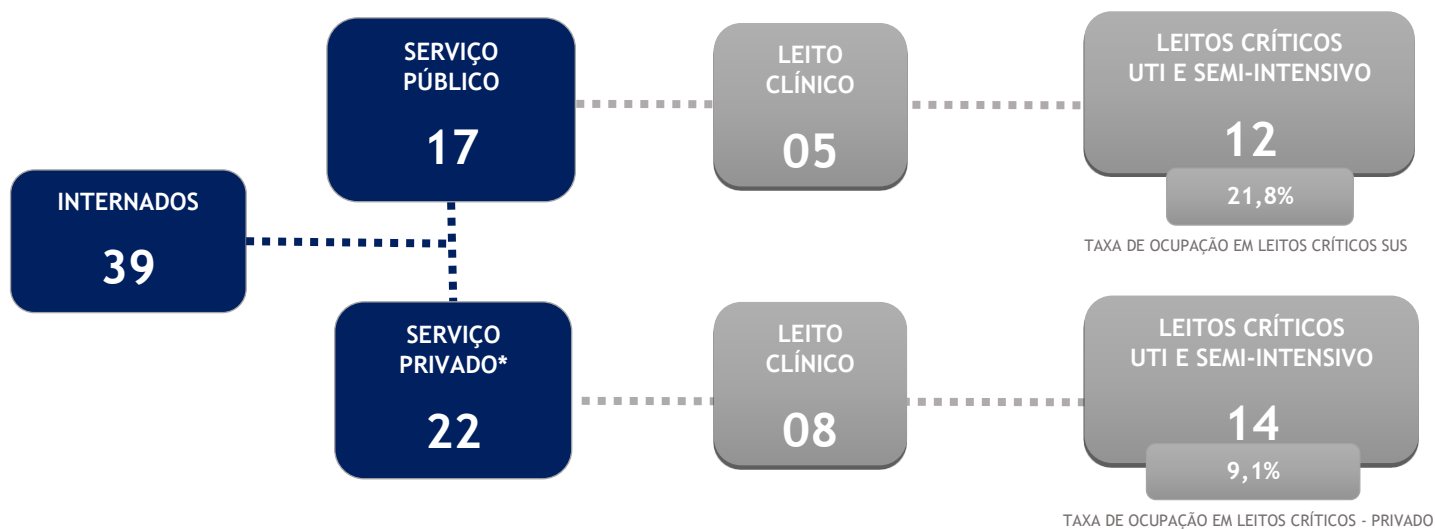 INTERNADOS
39
SERVIÇO
PÚBLICO
17
LEITO
CLÍNICO
05
LEITOS CRÍTICOS
UTI E SEMI-INTENSIVO
12
21,8%
TAXA DE OCUPAÇÃO EM LEITOS CRÍTICOS SUS
SERVIÇO
PRIVADO*
22
LEITO
CLÍNICO
08
LEITOS CRÍTICOS
UTI E SEMI-INTENSIVO
14
9,1%
TAXA DE OCUPAÇÃO EM LEITOS CRÍTICOS - PRIVADO